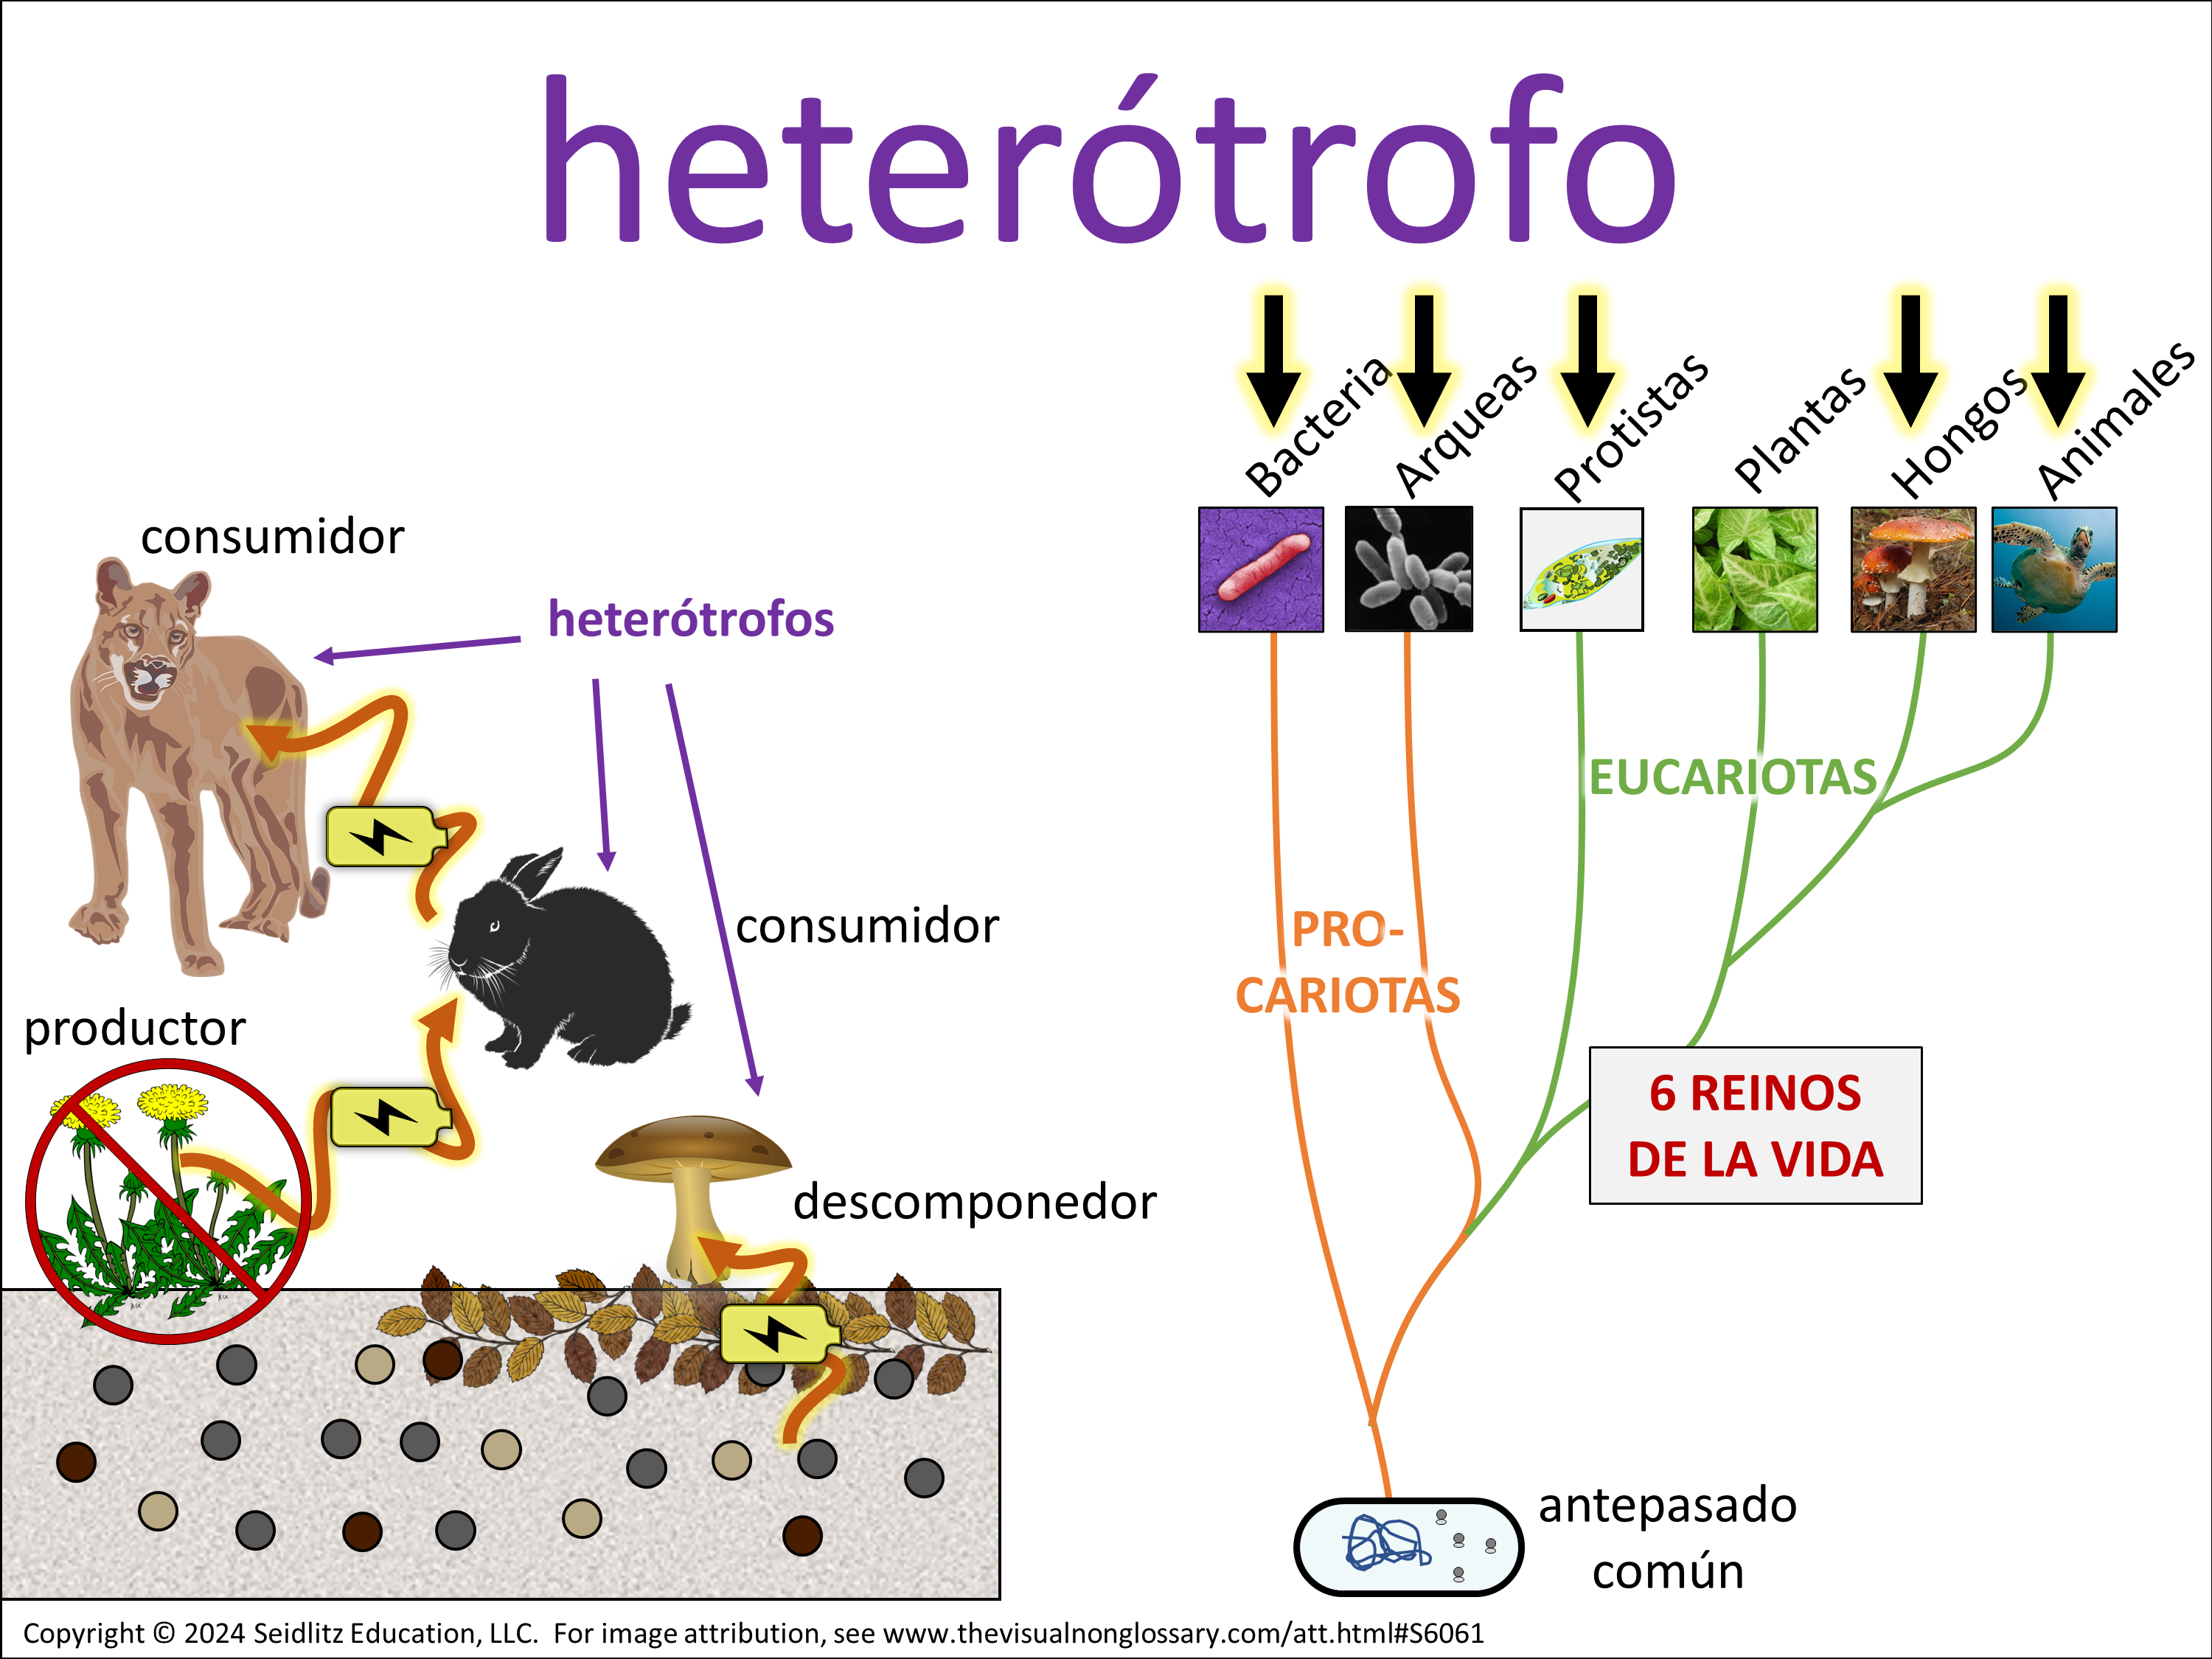 heterótrofo
Bacteria
Arqueas
Protistas
Plantas
Hongos
Animales
consumidor
heterótrofos
consumidor
productor
descomponedor
EUCARIOTAS
PRO-
CARIOTAS
6 REINOS
DE LA VIDA
antepasado
común
Copyright © 2024 Seidlitz Education, LLC.  For image attribution, see www.thevisualnonglossary.com/att.html#S6061